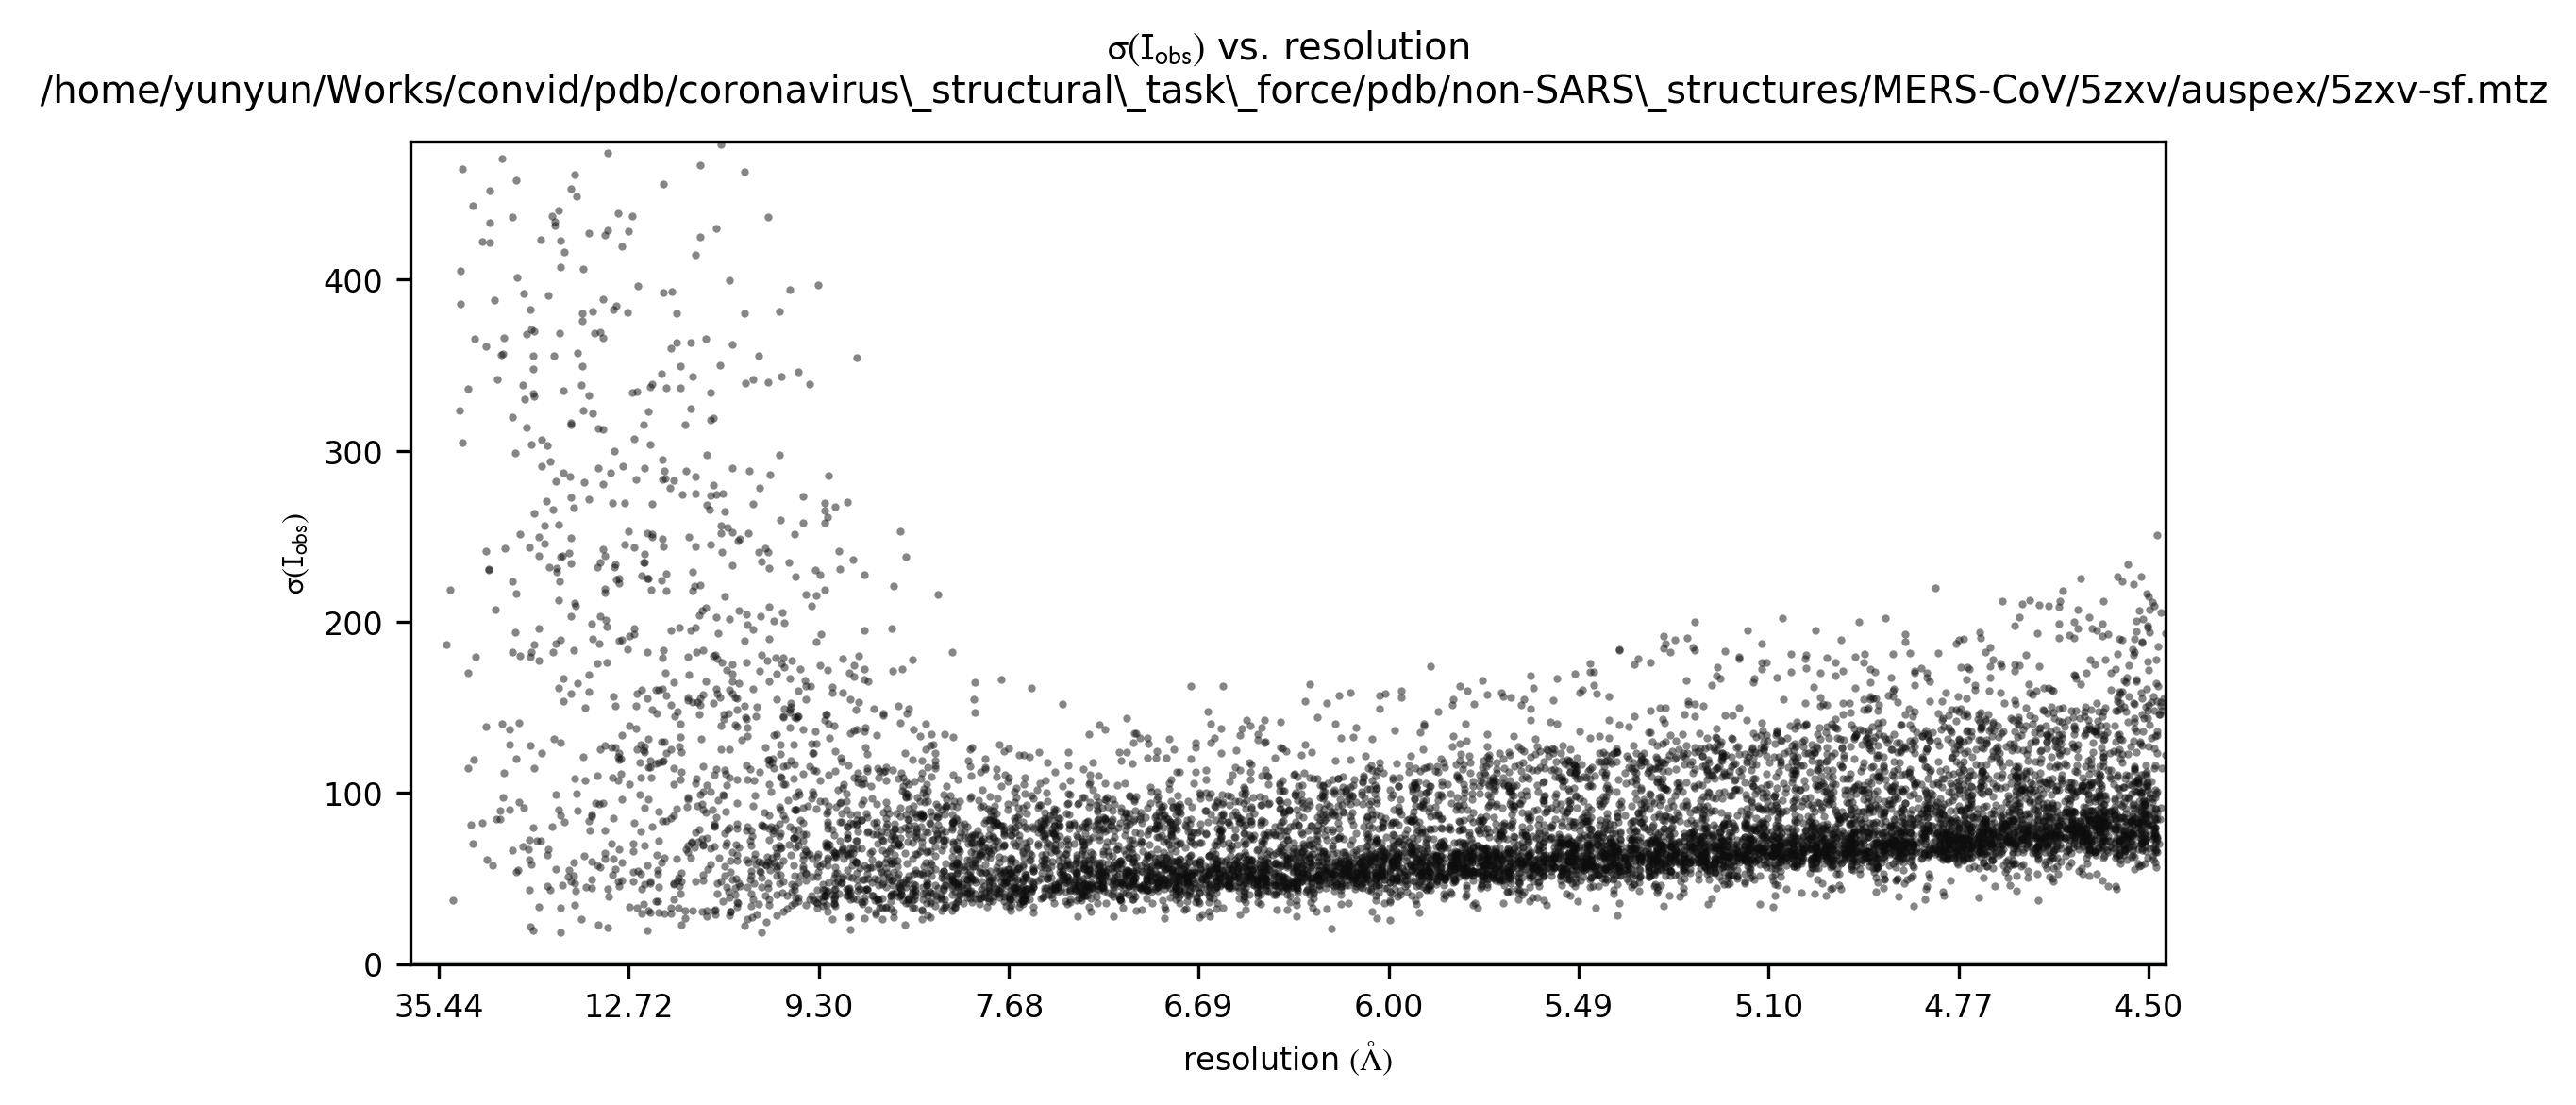 σ(I_obs) vs. resolution
/home/yunyun/Works/convid/pdb/coronavirus\_structural\_task\_force/pdb/non-SARS\_structures/MERS-CoV/5zxv/auspex/5zxv-sf.mtz
σ(I_obs)
400
300
200
100
0
35.44 12.72 9.30 7.68 6.69 6.00 5.49 5.10 4.77 4.50
resolution (Å)